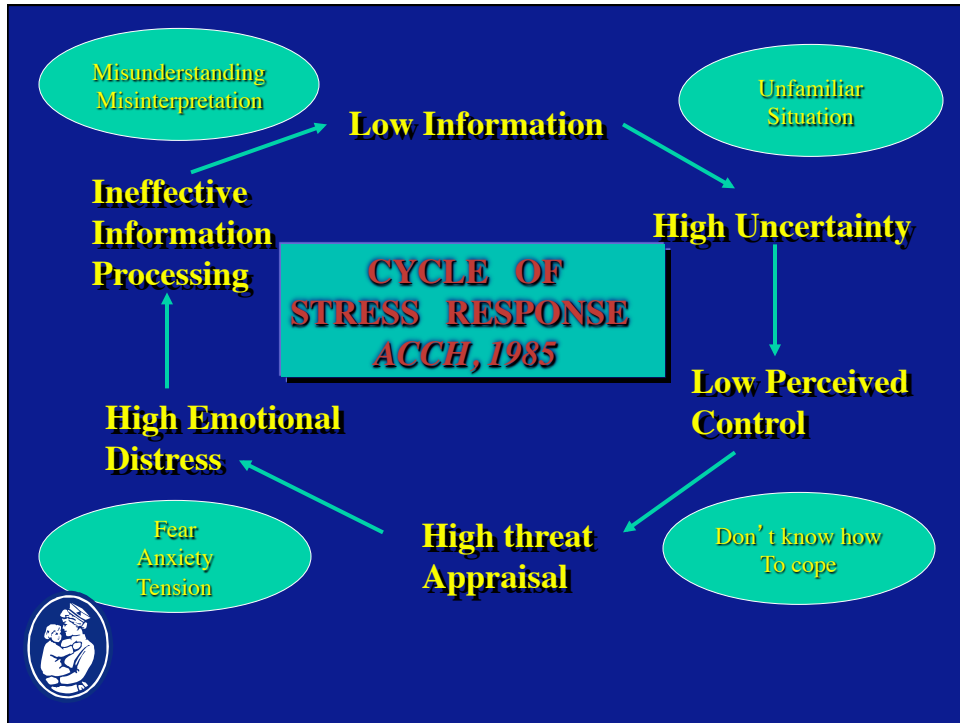 Misunderstanding
Misinterpretation
Unfamiliar
Situation
Low Information
Ineffective
Information
Processing
High Uncertainty
CYCLE OF
STRESS RESPONSE
ACCH, 1985
Low Perceived
Control
High Emotional
Distress
High threat
Appraisal
Don’t know how
To cope
Fear
Anxiety
Tension